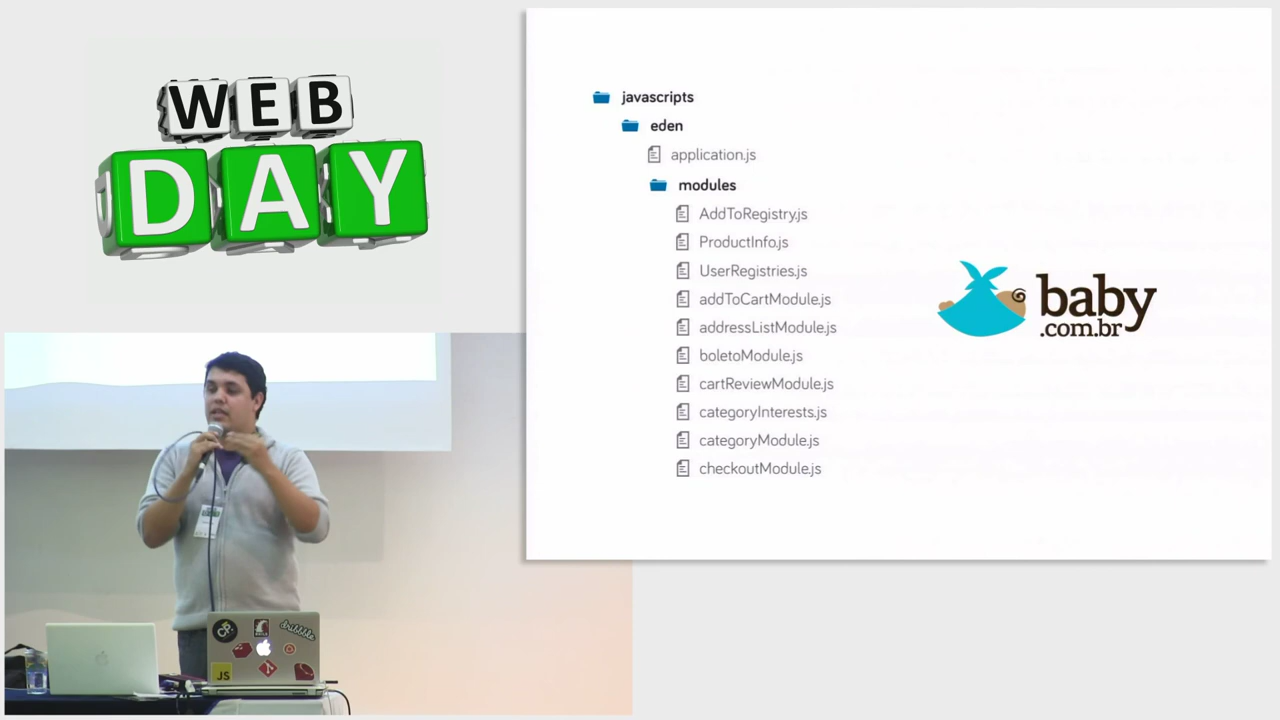 WEB
DAY
javascripts
eden
application.js
modules
AddToRegistry.js
ProductInfo.js
UserRegistries.js
addToCartModule.js
addressListModule.js
boletoModule.js
cartReviewModule.js
categoryInterests.js
categoryModule.js
checkoutModule.js
baby
.com.br
dribbble
JS